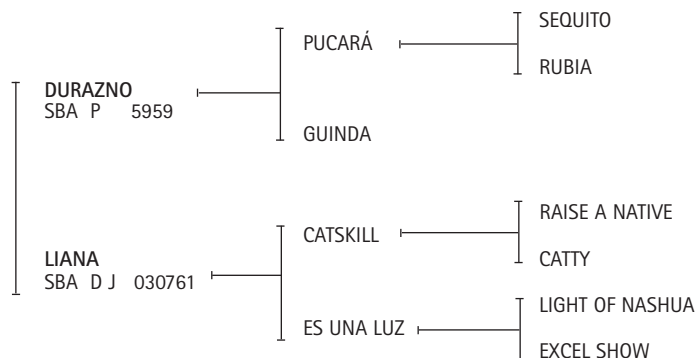 DURAZNO
SBA P 5959
PUCARÁ
SEQUITO
RUBIA
GUINDA
LIANA
SBA D J 030761
CATSKILL
RAISE A NATIVE
CATTY
ES UNA LUZ
LIGHT OF NASHUA
EXCEL SHOW